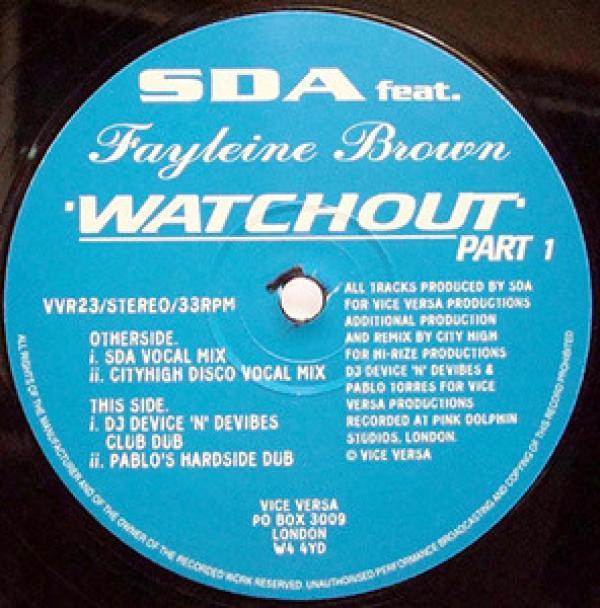 SDA feat.
Fayleine Brown
'WATCHOUT'
PART 1
VVR23/STEREO/33RPM
OTHERSIDE.
i. SDA VOCAL MIX
ii. CITYHIGH DISCO VOCAL MIX
THIS SIDE.
i. DJ DEVICE 'N' DEVIBES
CLUB DUB
ii. PABLO'S HARDSIDE DUB
ALL TRACKS PRODUCED BY SDA
FOR VICE VERSA PRODUCTIONS
ADDITIONAL PRODUCTION
AND REMIX BY CITY HIGH
FOR HI-RIZE PRODUCTIONS
DJ DEVICE 'N' DEVIBES &
PABLO TORRES FOR VICE
VERSA PRODUCTIONS
RECORDED AT PINK DOLPHIN
STUDIOS, LONDON.
© VICE VERSA
VICE VERSA
PO BOX 3009
LONDON
W4 4YD
ALL RIGHTS OF THE MANUFACTURER AND OF THE OWNER OF THE RECORDED WORK RESERVED. UNAUTHORISED PERFORMANCE BROADCASTING AND COPYING OF THIS RECORD PROHIBITED